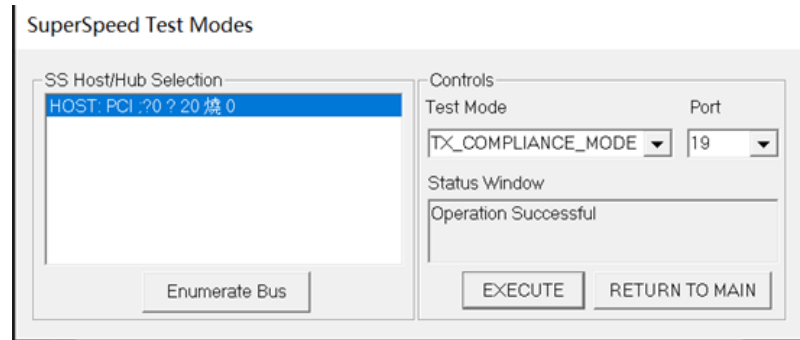 SuperSpeed Test Modes
SS Host/Hub Selection
HOST: PCI ;?0 ? 20 燒 0
Enumerate Bus
Controls
Test Mode
Port
TX_COMPLIANCE_MODE
19
Status Window
Operation Successful
EXECUTE
RETURN TO MAIN